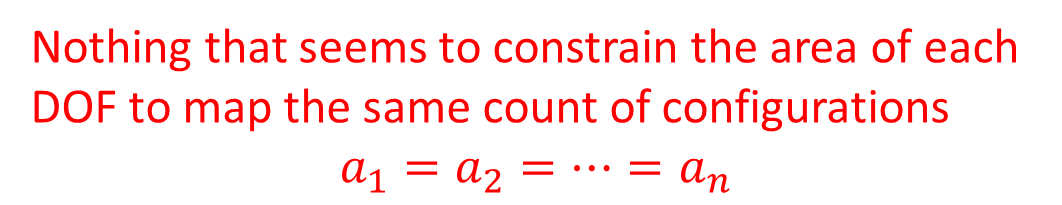 Nothing that seems to constrain the area of each
DOF to map the same count of configurations
𝑎₁ = 𝑎₂ = ⋯ = 𝑎ₙ